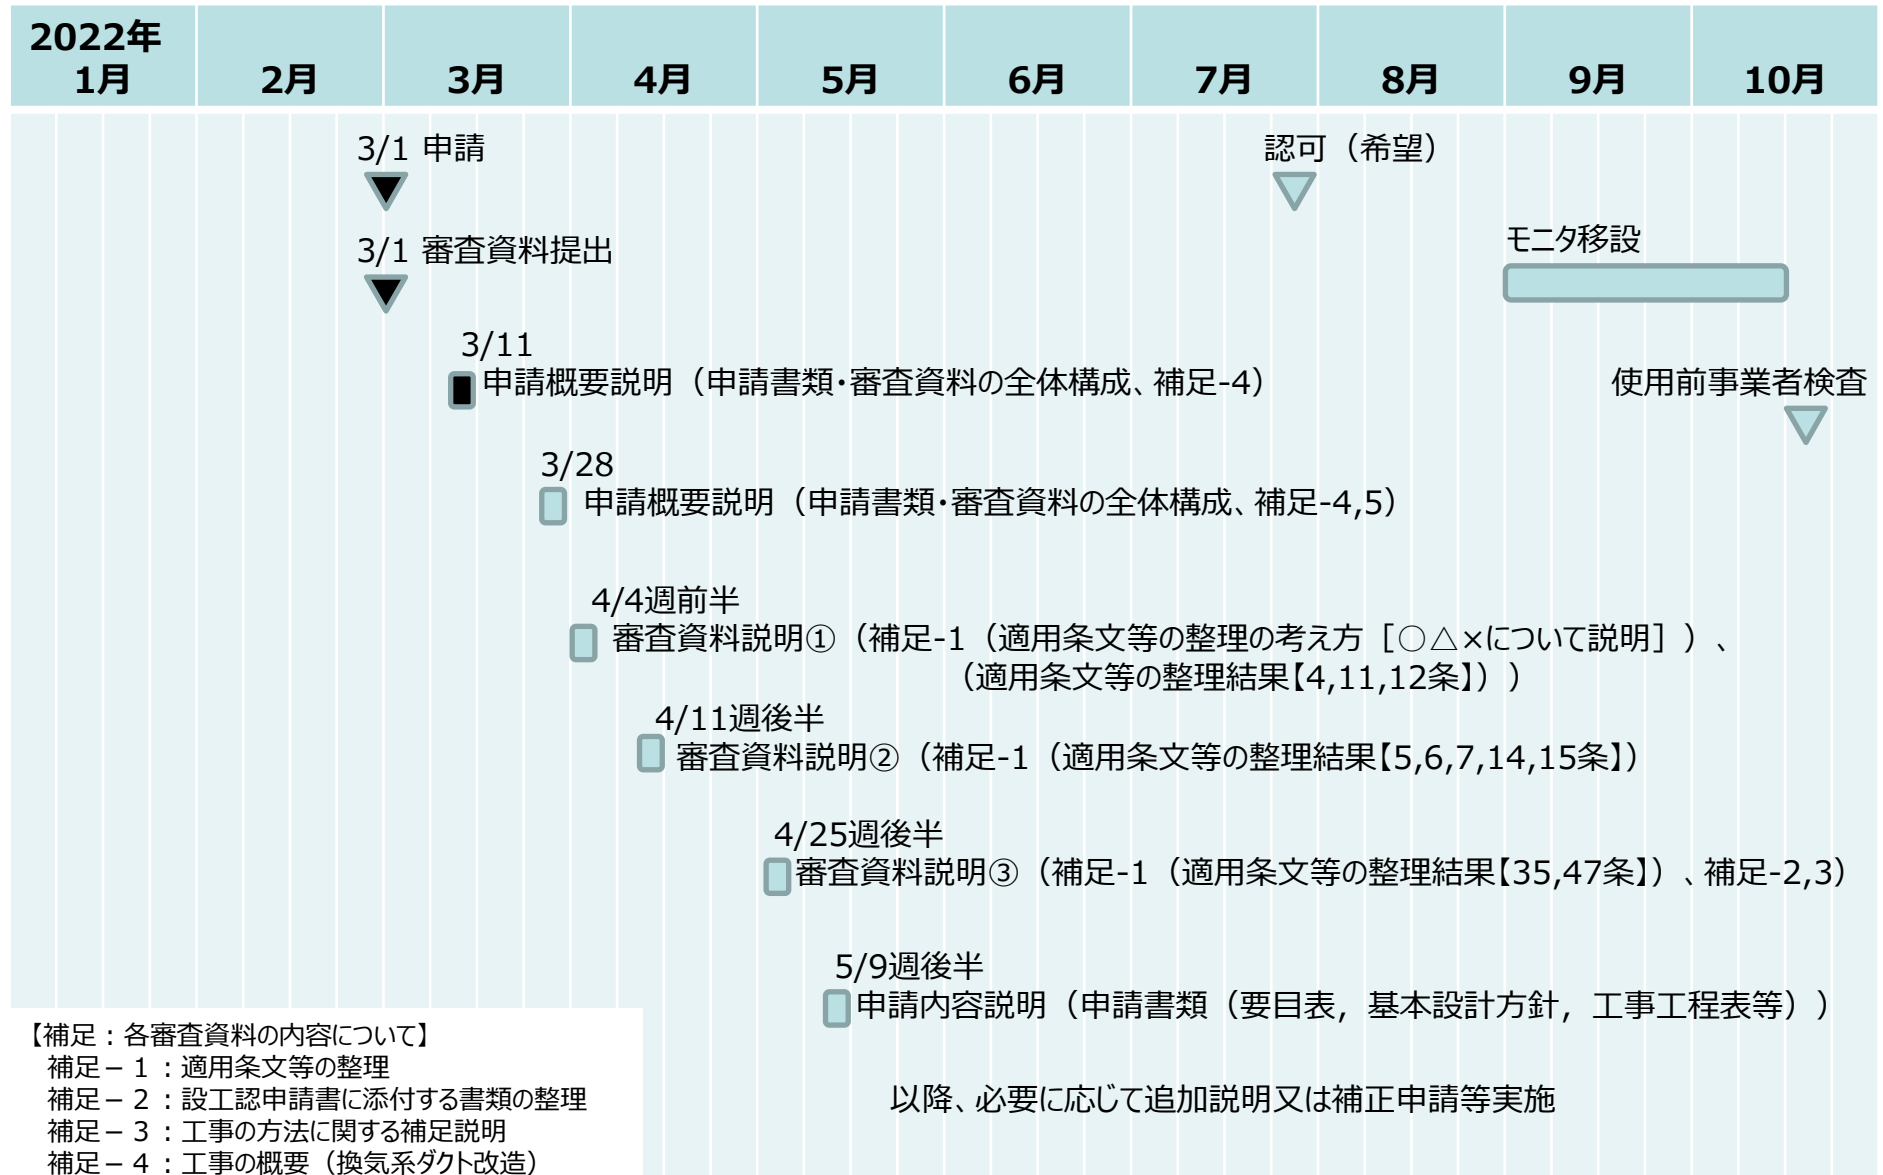 2022年
1月
2月
3月
4月
5月
6月
7月
8月
9月
10月
3/1 申請
認可（希望）
3/1 審査資料提出
モニタ移設
3/11
申請概要説明（申請書類・審査資料の全体構成、補足-4）
使用前事業者検査
3/28
申請概要説明（申請書類・審査資料の全体構成、補足-4,5）
4/4週前半
審査資料説明①（補足-1（適用条文等の整理の考え方［○△×について説明］）、
（適用条文等の整理結果【4,11,12条】））
4/11週後半
審査資料説明②（補足-1（適用条文等の整理結果【5,6,7,14,15条】）
4/25週後半
審査資料説明③（補足-1（適用条文等の整理結果【35,47条】）、補足-2,3）
5/9週後半
申請内容説明（申請書類（要目表，基本設計方針，工事工程表等））
以降、必要に応じて追加説明又は補正申請等実施
【補足：各審査資料の内容について】
補足－１：適用条文等の整理
補足－２：設工認申請書に添付する書類の整理
補足－３：工事の方法に関する補足説明
補足－４：工事の概要（換気系ダクト改造）